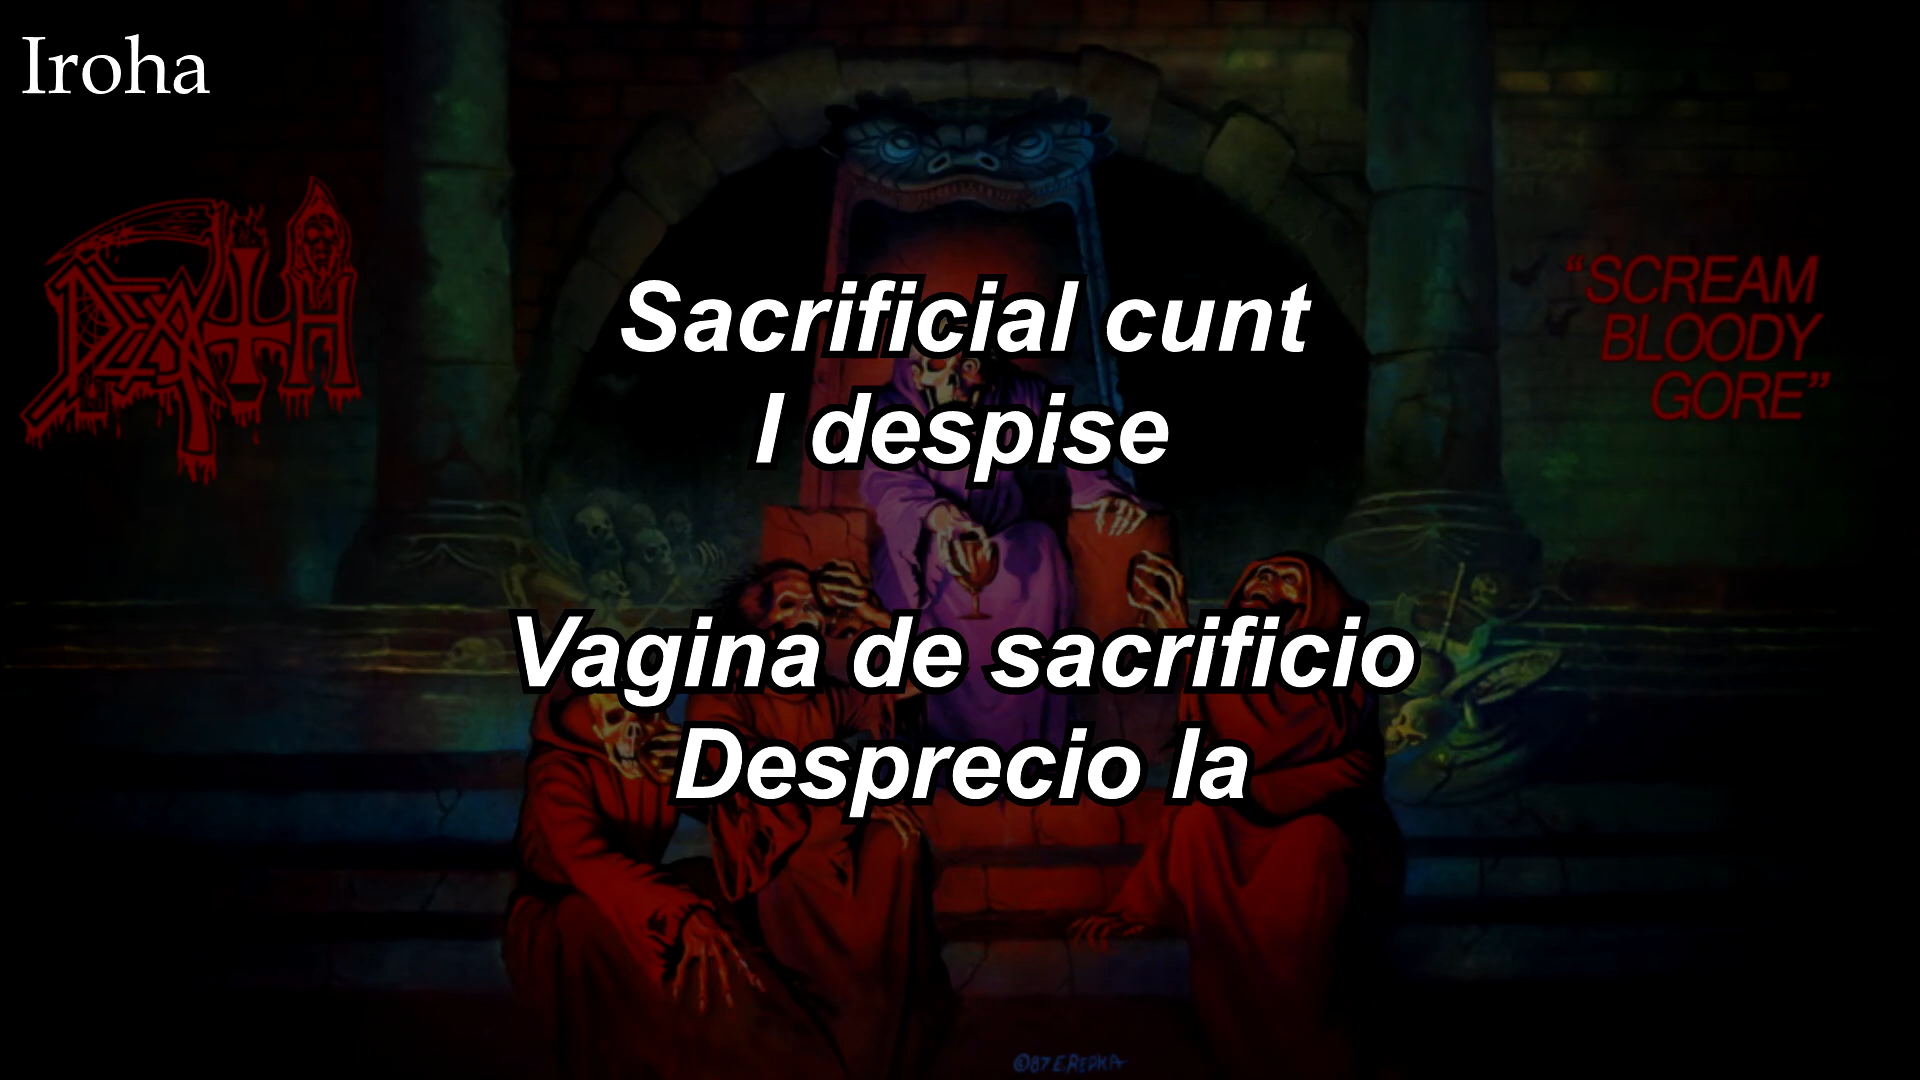 Iroha
DEATH
"SCREAM
BLOODY
GORE"
Sacrificial cunt
I despise
Vagina de sacrificio
Desprecio la
©87 E.REPKA